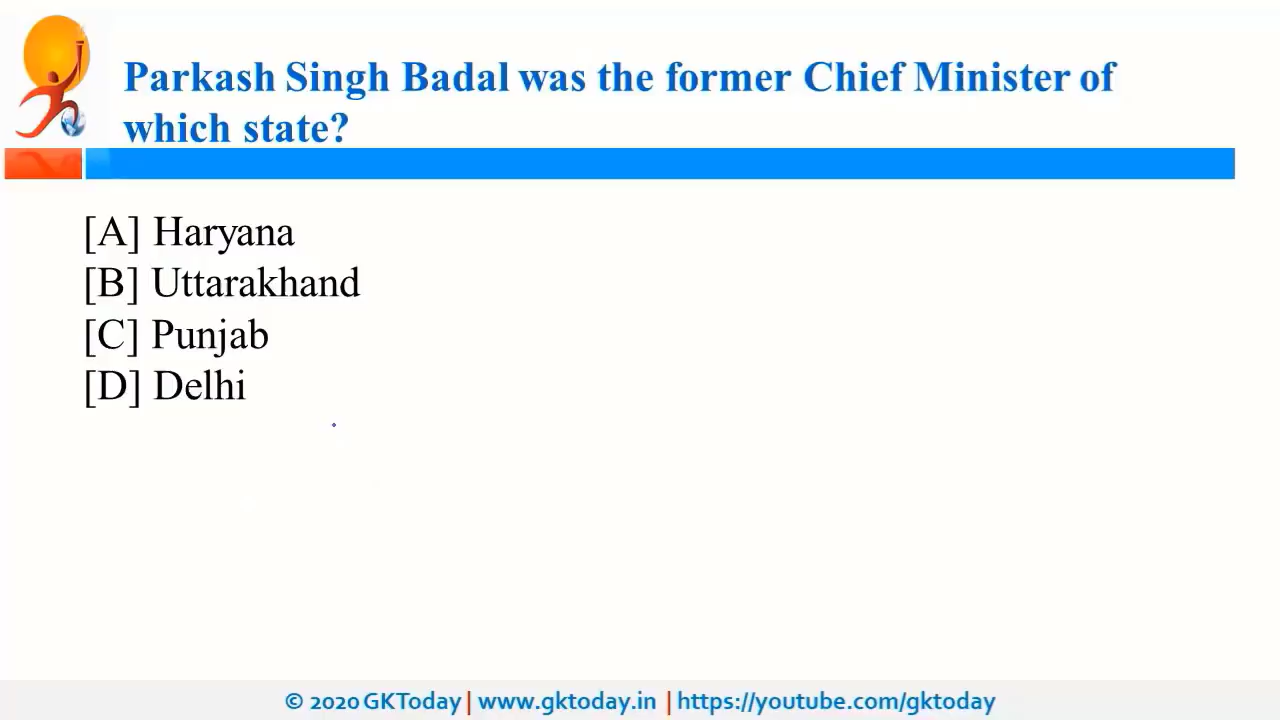 Parkash Singh Badal was the former Chief Minister of
which state?
[A] Haryana
[B] Uttarakhand
[C] Punjab
[D] Delhi
© 2020 GKToday | www.gktoday.in | https://youtube.com/gktoday